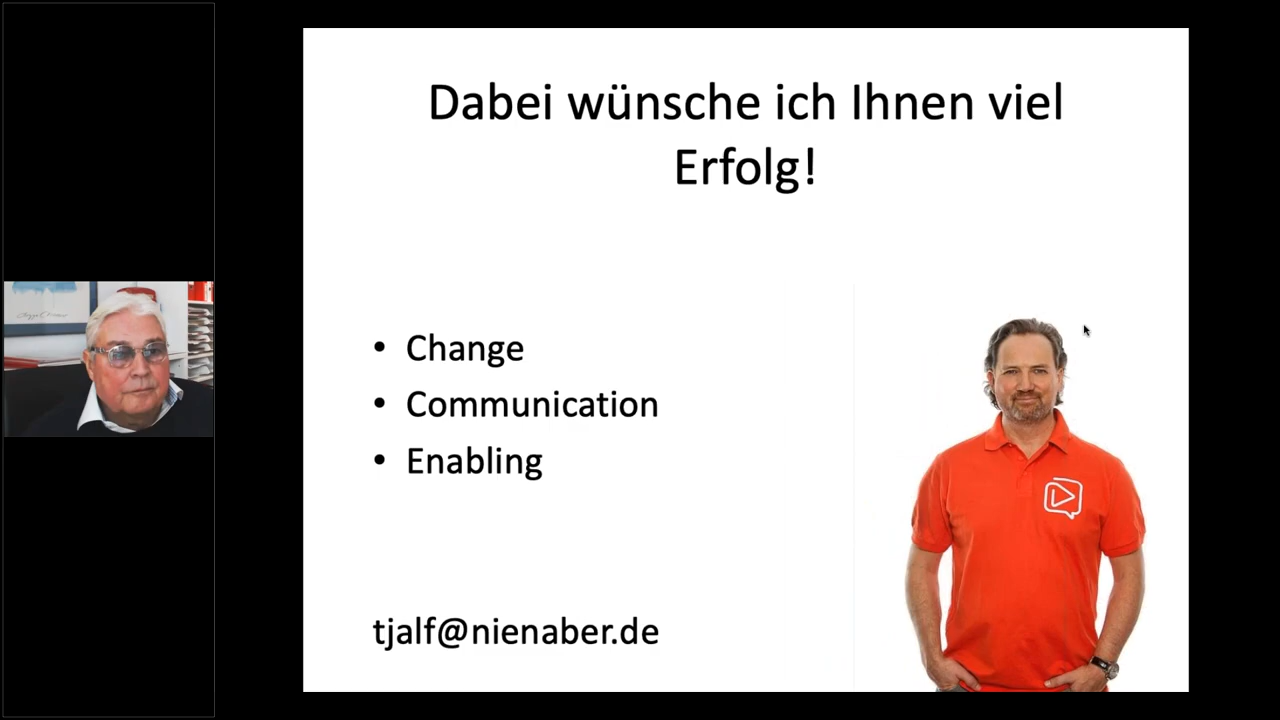 Dabei wünsche ich Ihnen viel
Erfolg!
• Change
• Communication
• Enabling
tjalf@nienaber.de